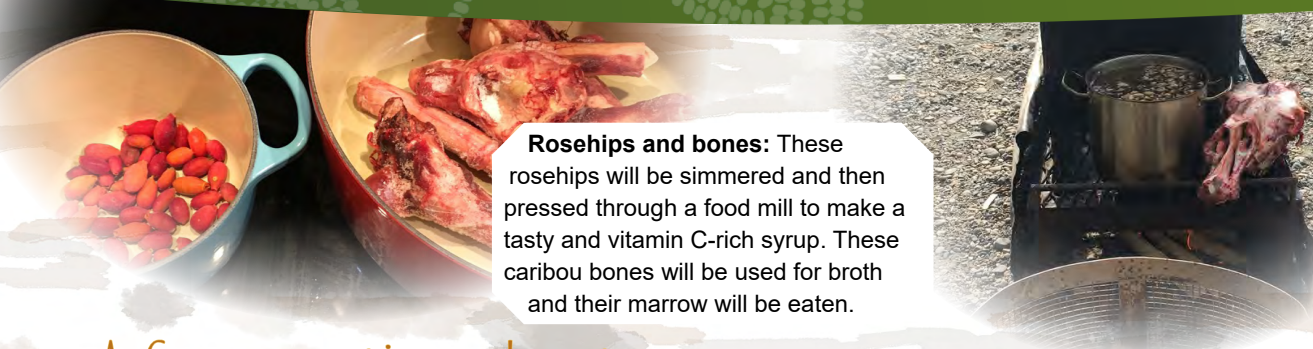 Rosehips and bones: These
rosehips will be simmered and then
pressed through a food mill to make a
tasty and vitamin C-rich syrup. These
caribou bones will be used for broth
and their marrow will be eaten.